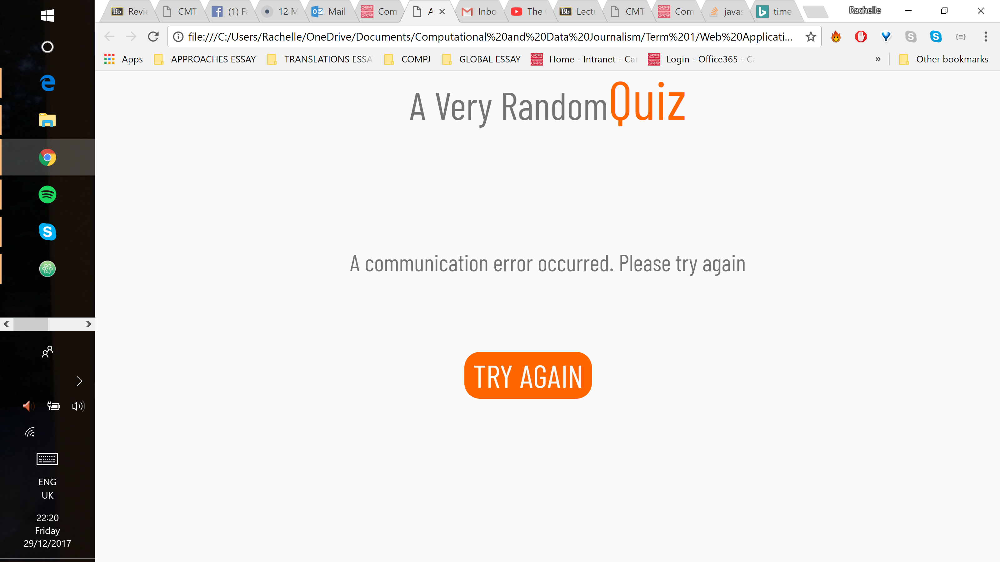 Revie
CMT
(1) Fa
12 M
Mail
Com
A
Inbo
The
Lectu
CMT
Com
javas
time
Rachelle
file:///C:/Users/Rachelle/OneDrive/Documents/Computational%20and%20Data%20Journalism/Term%201/Web%20Applicati...
Apps
APPROACHES ESSAY
TRANSLATIONS ESSA
COMPJ
GLOBAL ESSAY
Home - Intranet - Car
Login - Office365 - Ca
»
Other bookmarks
A Very Random Quiz
A communication error occurred. Please try again
TRY AGAIN
ENG
UK
22:20
Friday
29/12/2017